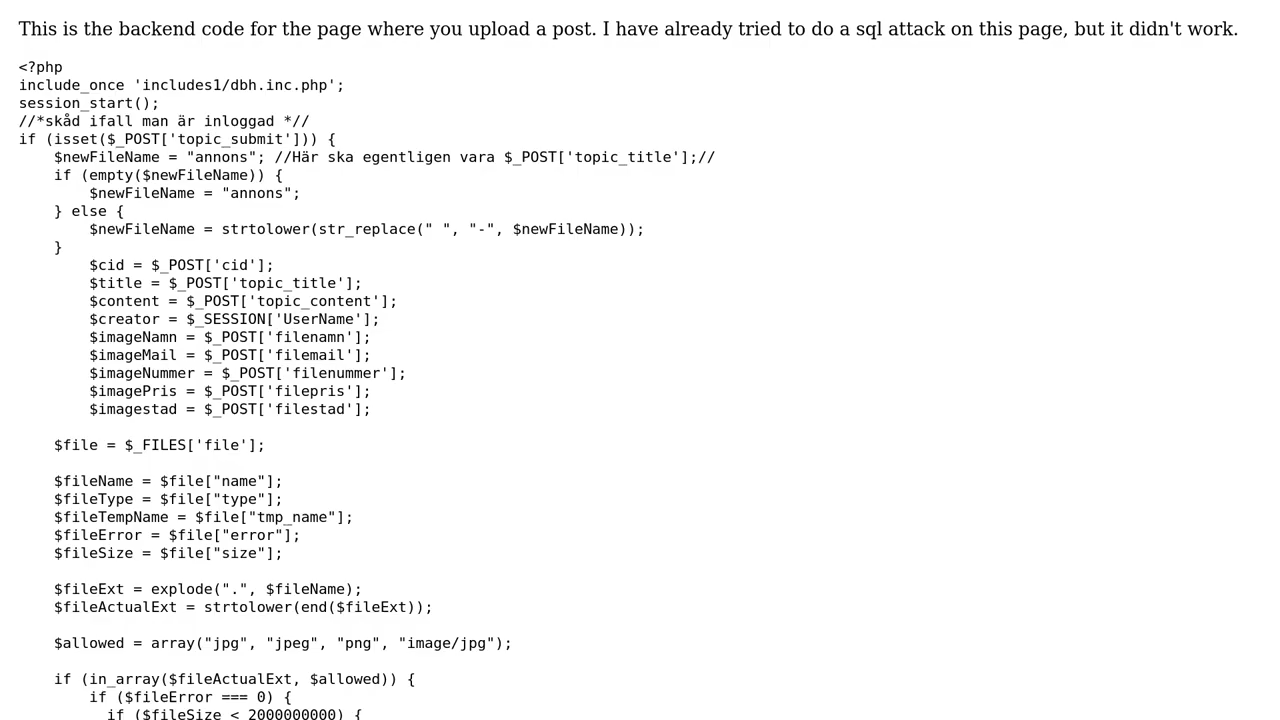 This is the backend code for the page where you upload a post. I have already tried to do a sql attack on this page, but it didn't work.
<?php
include_once 'includes1/dbh.inc.php';
session_start();
//*skåd ifall man är inloggad *//
if (isset($_POST['topic_submit'])) {
    $newFileName = "annons"; //Här ska egentligen vara $_POST['topic_title'];//
    if (empty($newFileName)) {
        $newFileName = "annons";
    } else {
        $newFileName = strtolower(str_replace(" ", "-", $newFileName));
    }
        $cid = $_POST['cid'];
        $title = $_POST['topic_title'];
        $content = $_POST['topic_content'];
        $creator = $_SESSION['UserName'];
        $imageNamn = $_POST['filenamn'];
        $imageMail = $_POST['filemail'];
        $imageNummer = $_POST['filenummer'];
        $imagePris = $_POST['filepris'];
        $imagestad = $_POST['filestad'];
    $file = $_FILES['file'];
    $fileName = $file["name"];
    $fileType = $file["type"];
    $fileTempName = $file["tmp_name"];
    $fileError = $file["error"];
    $fileSize = $file["size"];
    $fileExt = explode(".", $fileName);
    $fileActualExt = strtolower(end($fileExt));
    $allowed = array("jpg", "jpeg", "png", "image/jpg");
    if (in_array($fileActualExt, $allowed)) {
        if ($fileError === 0) {
          if ($fileSize < 2000000000) {